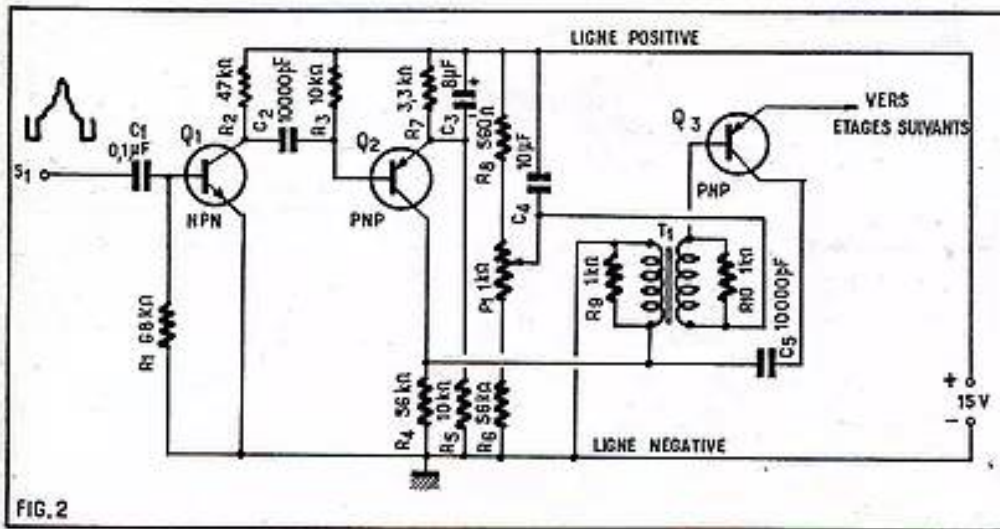 LIGNE POSITIVE
R2 47kΩ
C2 10000pF
R3 10kΩ
R7 3,3kΩ
C3 8µF
+
-
R8 560Ω
10µF
C4
Q3
PNP
VERS
ETAGES SUIVANTS
C1
0,1µF
Q1
NPN
Q2
PNP
S1
R1 68kΩ
P1 1kΩ
T1
R9 1kΩ
R10 1kΩ
C5 10000pF
R4 56kΩ
R5 10kΩ
R6 56kΩ
+
15V
-
LIGNE NEGATIVE
FIG.2